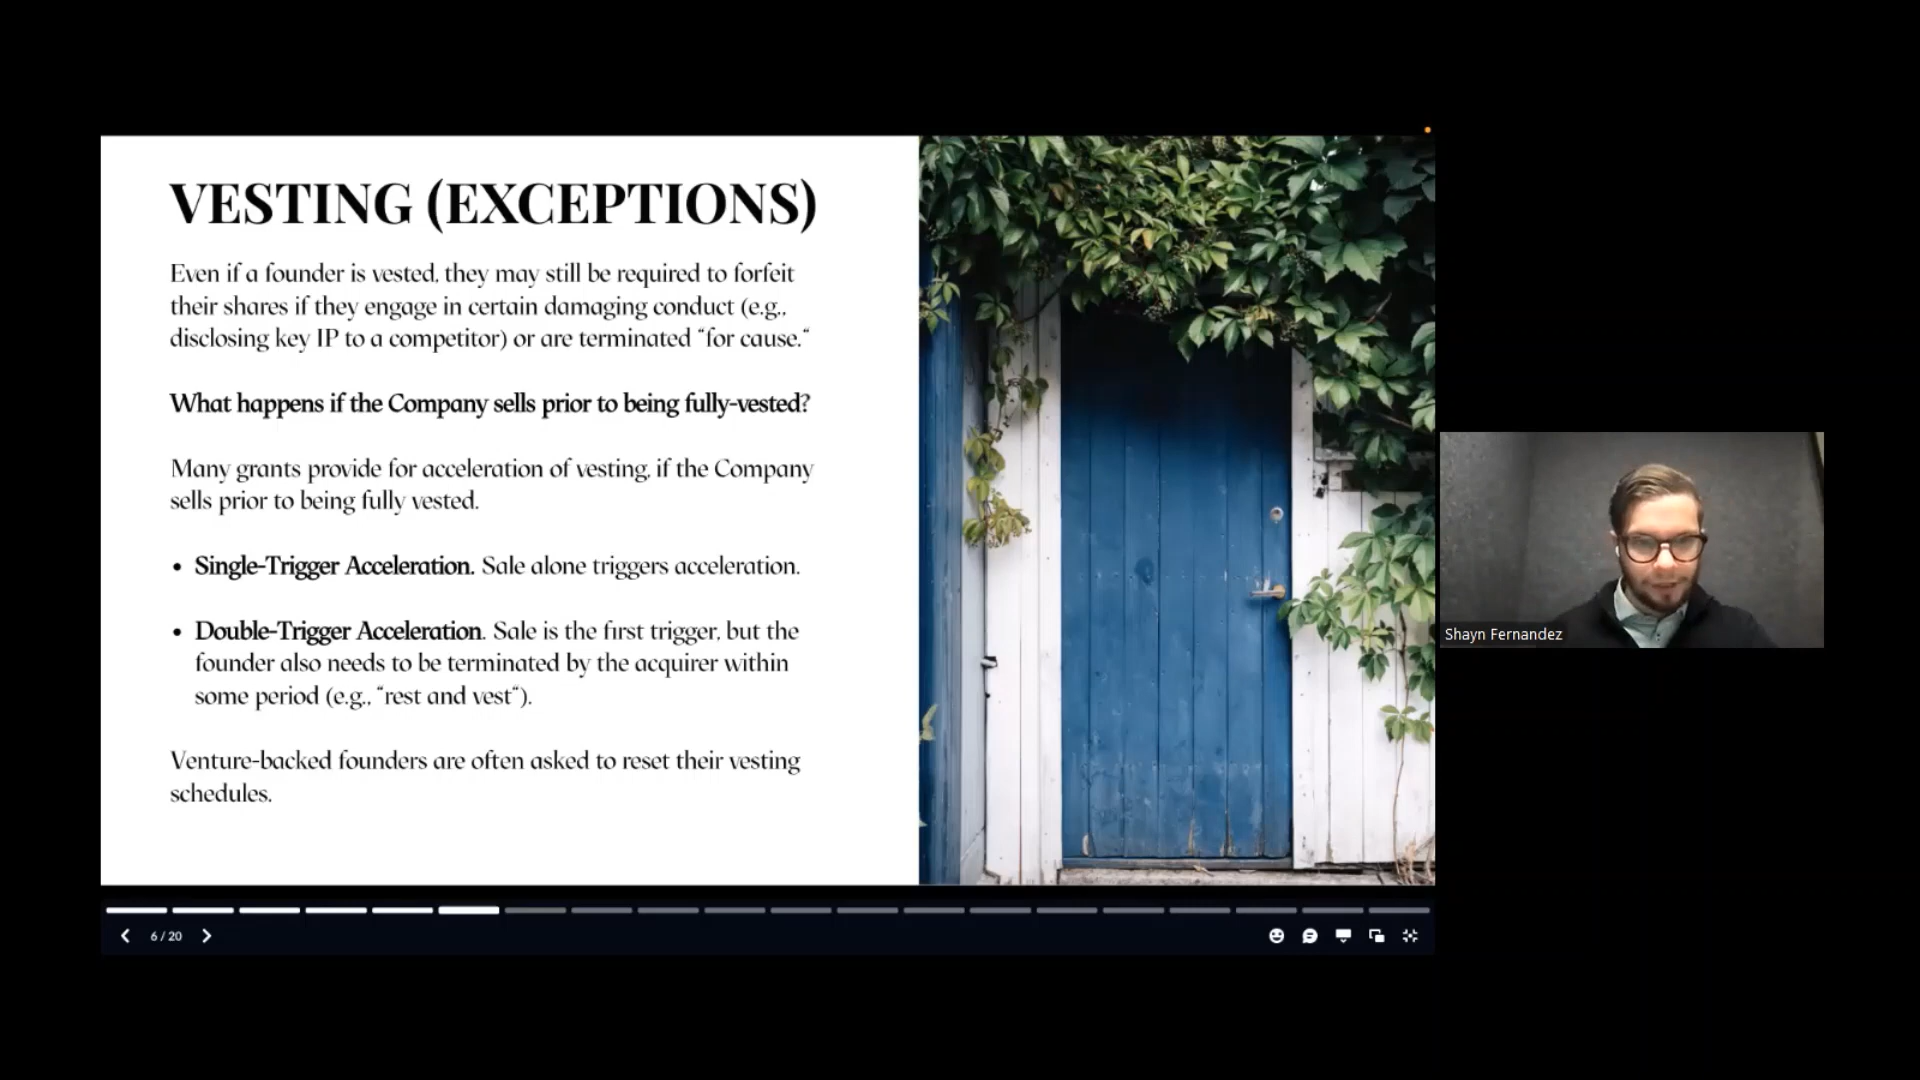 VESTING (EXCEPTIONS)
Even if a founder is vested, they may still be required to forfeit
their shares if they engage in certain damaging conduct (e.g.,
disclosing key IP to a competitor) or are terminated “for cause.“
What happens if the Company sells prior to being fully-vested?
Many grants provide for acceleration of vesting, if the Company
sells prior to being fully vested.
• Single-Trigger Acceleration. Sale alone triggers acceleration.
• Double-Trigger Acceleration. Sale is the first trigger, but the
founder also needs to be terminated by the acquirer within
some period (e.g., “rest and vest“).
Venture-backed founders are often asked to reset their vesting
schedules.
Shayn Fernandez
6 / 20